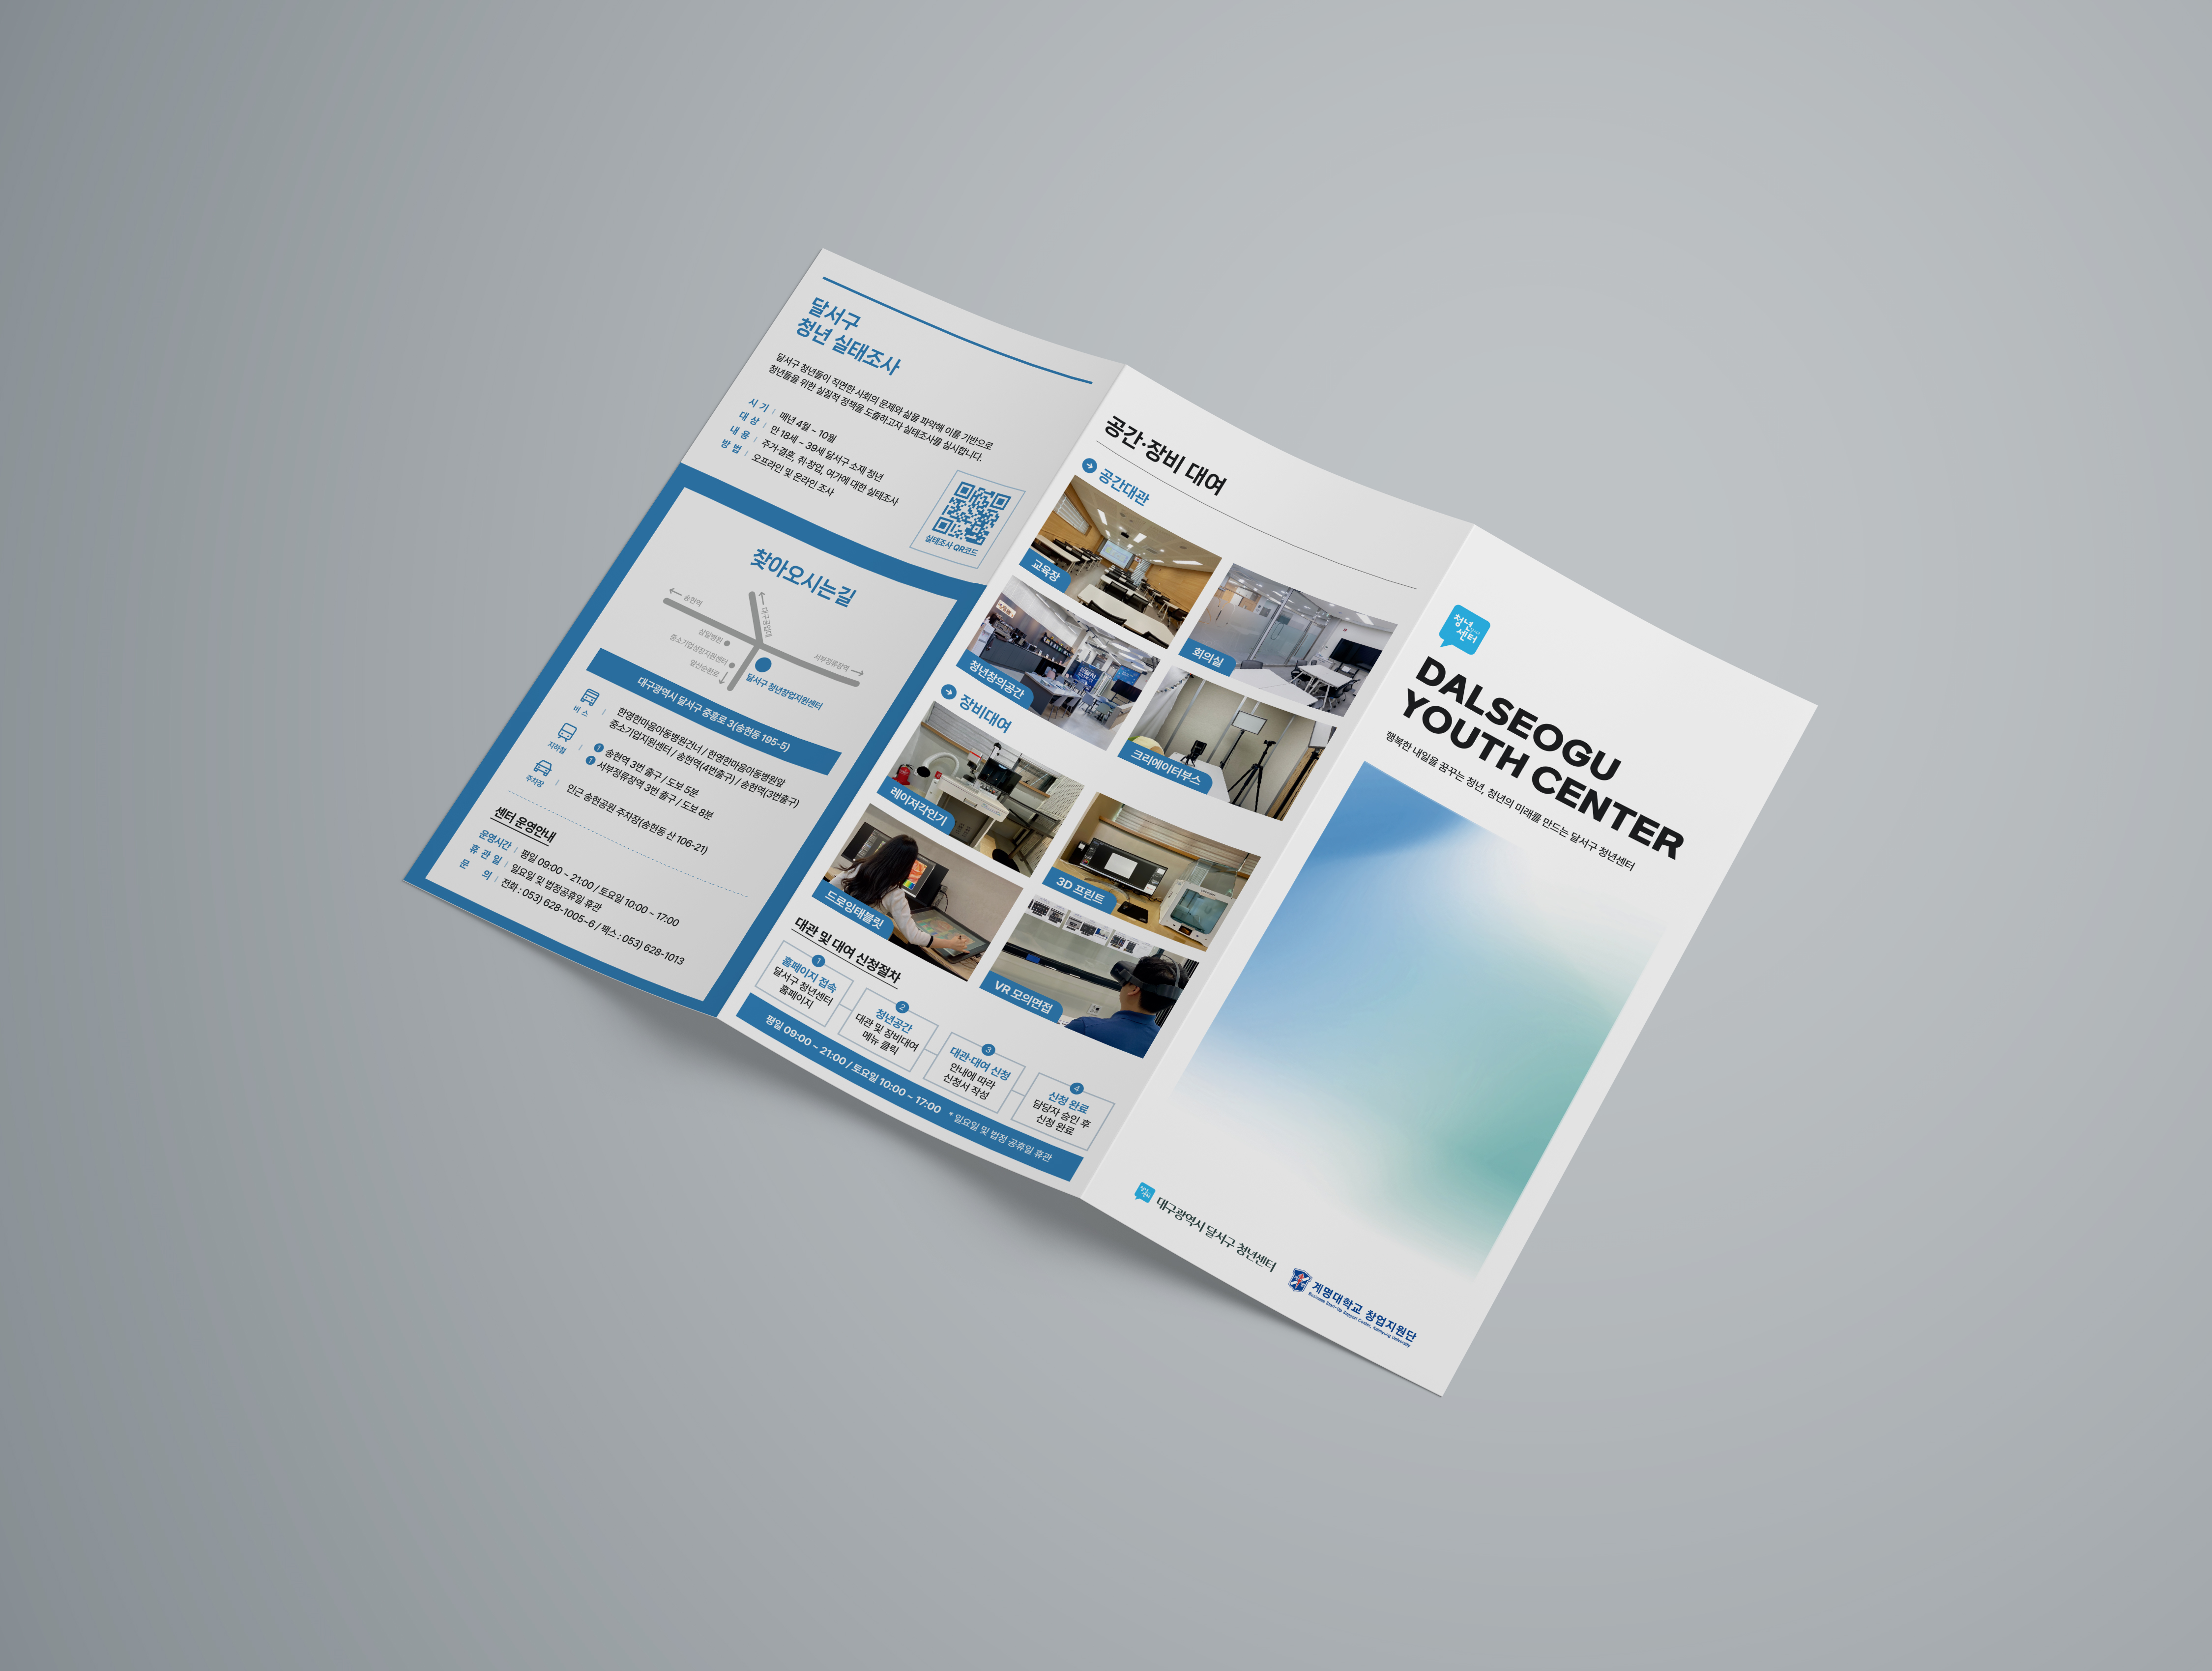 달서구
청년 실태조사
달서구 청년들이 직면한 사회의 문제와 삶을 파악해 이를 기반으로
청년들을 위한 실질적 정책을 도출하고자 실태조사를 실시합니다.
시 기 | 매년 4월 ~ 10월
대 상 | 만 18세 ~ 39세 달서구 소재 청년
내 용 | 주거·결혼, 취·창업, 여가에 대한 실태조사
방 법 | 오프라인 및 온라인 조사
실태조사 QR코드
찾아오시는길
← 송현역
← 대구남부교육청
상달병원
중소기업성장지원센터
앞산순환로 ↓
서부정류장역 →
달서구 청년창업지원센터
대구광역시 달서구 중흥로 3(송현동 195-5)
버 스 | 한영한마음아동병원건너 / 한영한마음아동병원앞
중소기업지원센터 / 송현역(4번출구) / 송현역(3번출구)
지하철 | 1 송현역 3번 출구 / 도보 5분
1 서부정류장역 3번 출구 / 도보 8분
주차장 | 인근 송현공원 주차장(송현동 산 106-21)
센터 운영안내
운영시간 | 평일 09:00 ~ 21:00 / 토요일 10:00 ~ 17:00
휴 관 일 | 일요일 및 법정공휴일 휴관
문 의 | 전화 : 053) 628-1005~6 / 팩스 : 053) 628-1013
공간·장비 대여
공간대관
교육장
회의실
청년창의공간
크리에이터부스
장비대여
레이저각인기
3D 프린트
드로잉태블릿
VR 모의면접
대관 및 대여 신청절차
1
홈페이지 접속
달서구 청년센터
홈페이지
2
청년공간
대관 및 장비대여
메뉴 클릭
3
대관·대여 신청
안내에 따라
신청서 작성
4
신청 완료
담당자 승인 후
신청 완료
평일 09:00 ~ 21:00 / 토요일 10:00 ~ 17:00 * 일요일 및 법정 공휴일 휴관
청년
센터
DALSEOGU
YOUTH CENTER
행복한 내일을 꿈꾸는 청년, 청년의 미래를 만드는 달서구 청년센터
청년
센터
대구광역시 달서구 청년센터
계명대학교 창업지원단
Business Start-up Support Center, Keimyung University